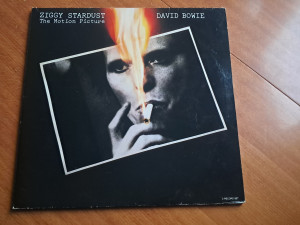 ZIGGY STARDUST
The Motion Picture
DAVID BOWIE